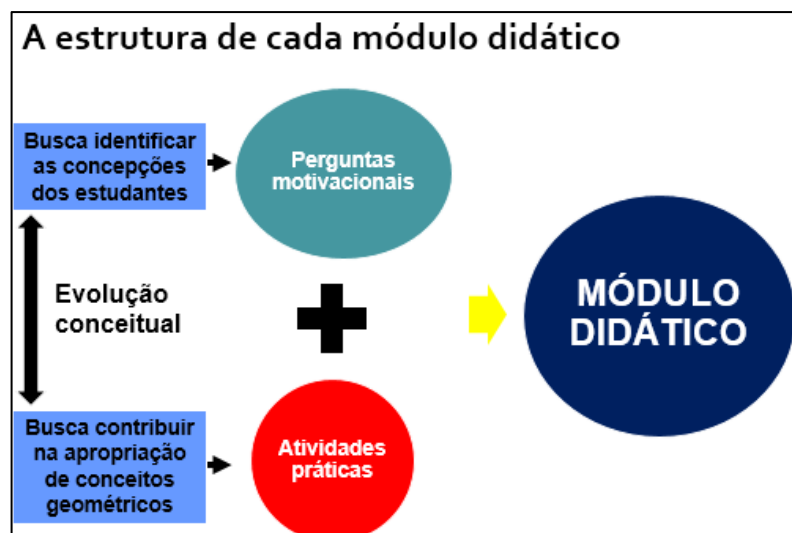 A estrutura de cada módulo didático
Busca identificar
as concepções
dos estudantes
Perguntas
motivacionais
Evolução
conceitual
MÓDULO
DIDÁTICO
Busca contribuir
na apropriação
de conceitos
geométricos
Atividades
práticas